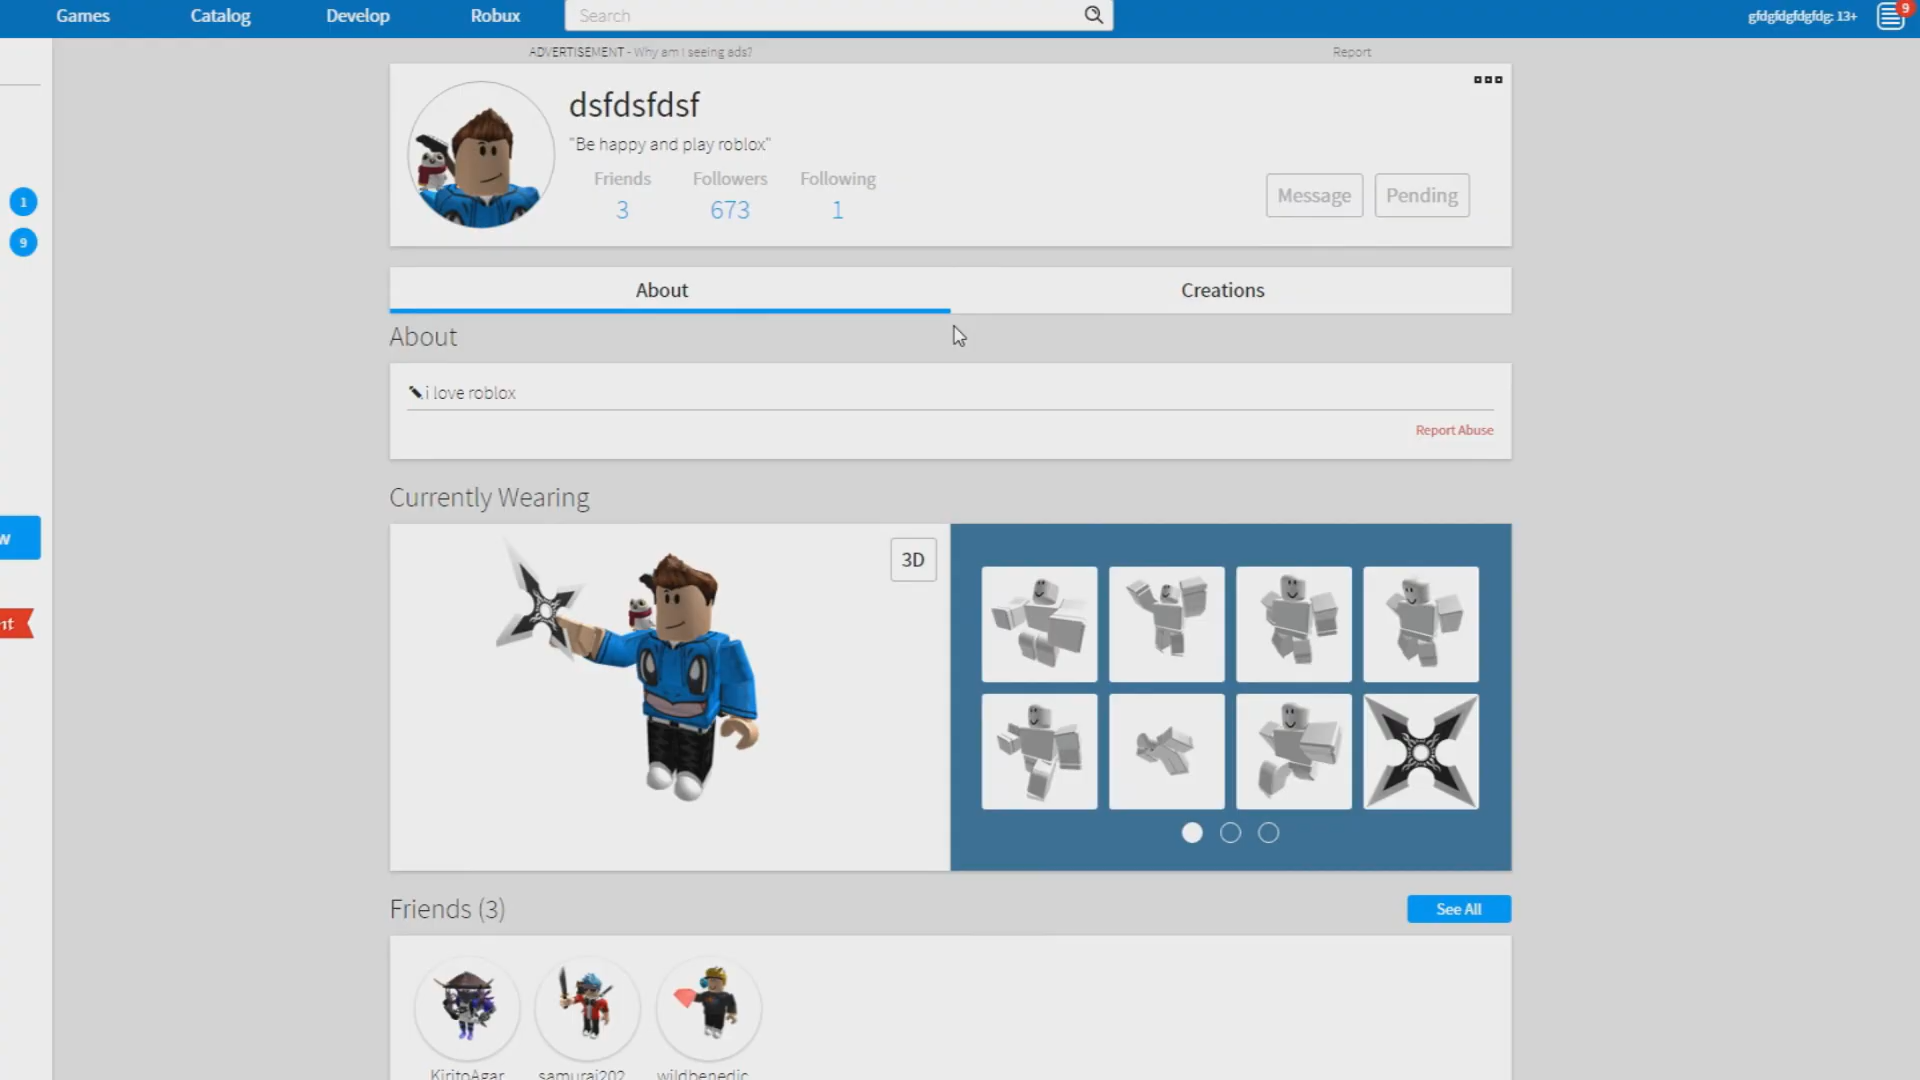 Games Catalog Develop Robux Search gfdgfdgfdgfdg: 13+ 9
ADVERTISEMENT - Why am I seeing ads? Report
dsfdsfdsf
"Be happy and play roblox"
Friends Followers Following
3 673 1
Message Pending
1
9
About Creations
About
i love roblox
Report Abuse
Currently Wearing
3D
w
nt
Friends (3) See All
KiritoAgar samurai202 wildbenedic